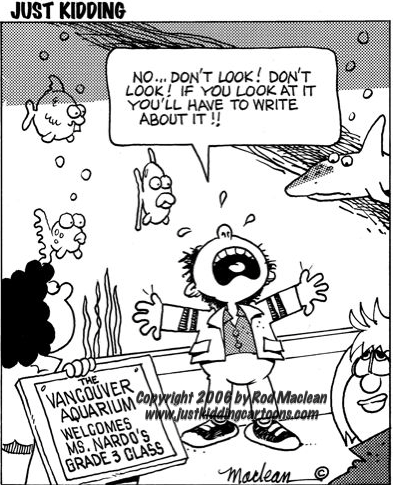 JUST KIDDING
NO... DON'T LOOK! DON'T
LOOK! IF YOU LOOK AT IT
YOU'LL HAVE TO WRITE
ABOUT IT!!
THE
VANCOUVER
AQUARIUM
WELCOMES
MS. NARDO'S
GRADE 3 CLASS
Copyright 2006 by Rod Maclean
www.justkiddingcartoons.com
Maclean ©